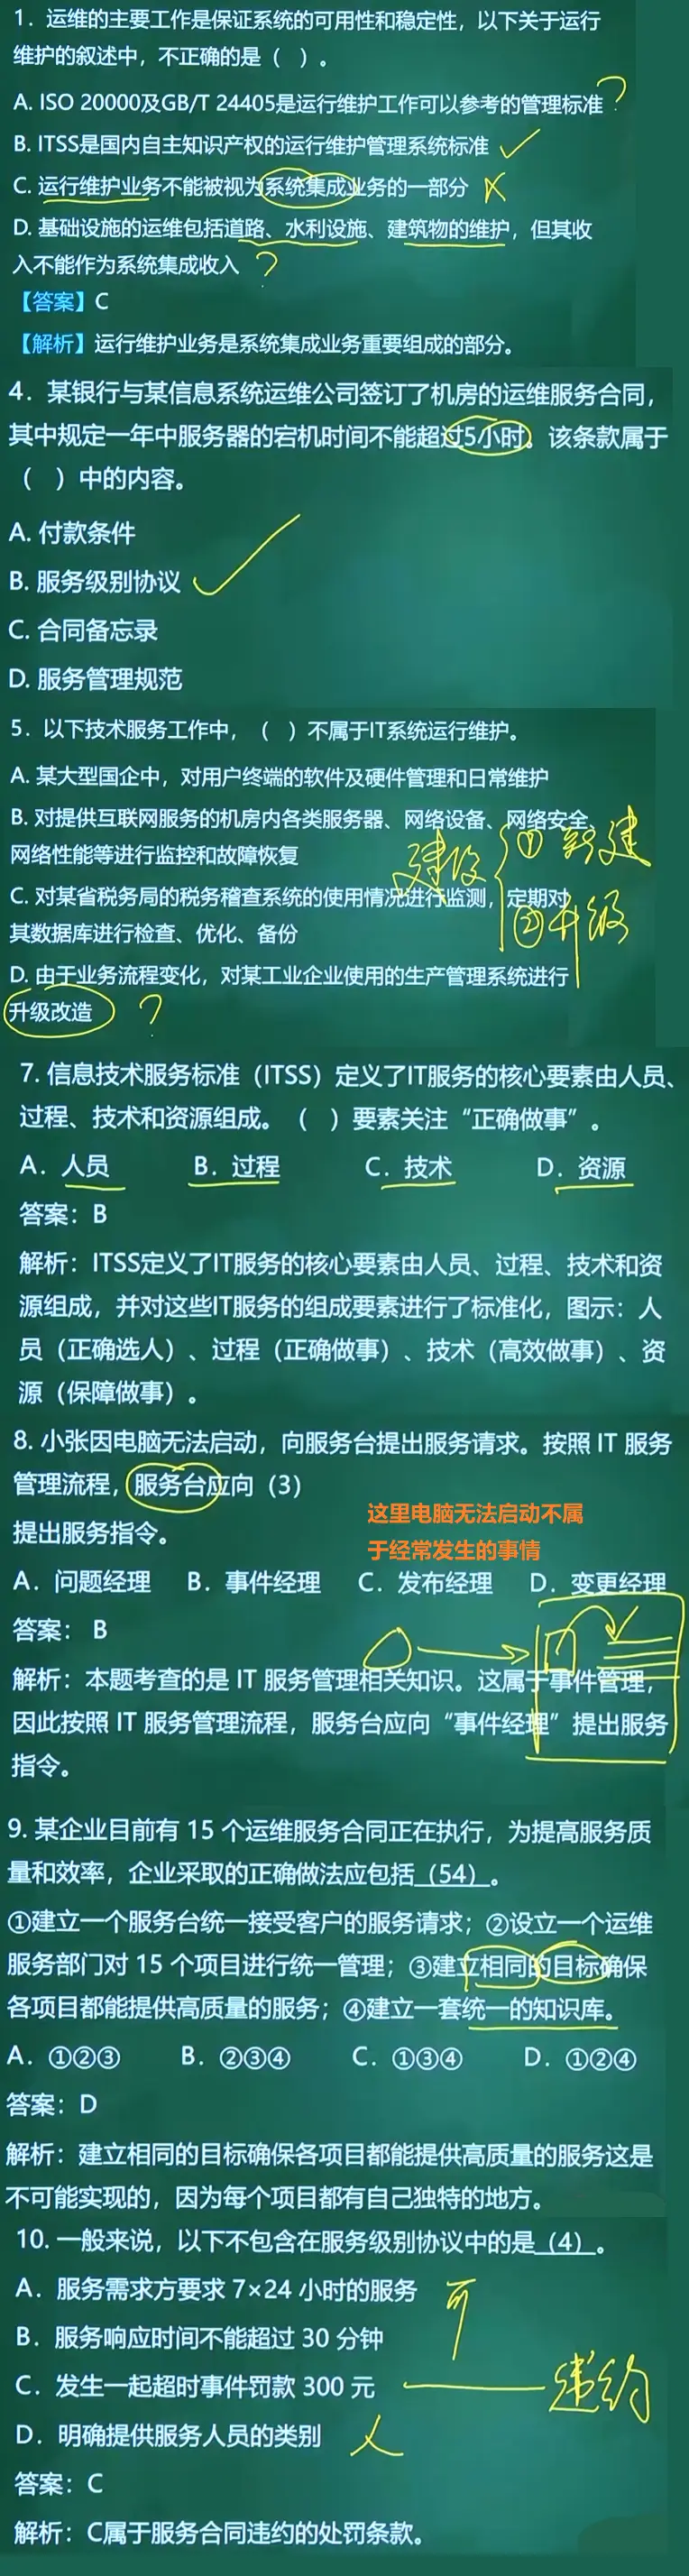 1. 运维的主要工作是保证系统的可用性和稳定性，以下关于运行
维护的叙述中，不正确的是（ ）。
A. ISO 20000及GB/T 24405是运行维护工作可以参考的管理标准 ?
B. ITSS是国内自主知识产权的运行维护管理系统标准
C. 运行维护业务不能被视为系统集成业务的一部分
D. 基础设施的运维包括道路、水利设施、建筑物的维护，但其收
入不能作为系统集成收入 ?
【答案】C
【解析】运行维护业务是系统集成业务重要组成的部分。
4. 某银行与某信息系统运维公司签订了机房的运维服务合同，
其中规定一年中服务器的宕机时间不能超过5小时。该条款属于
（ ）中的内容。
A. 付款条件
B. 服务级别协议
C. 合同备忘录
D. 服务管理规范
5. 以下技术服务工作中，（ ）不属于IT系统运行维护。
A. 某大型国企中，对用户终端的软件及硬件管理和日常维护
B. 对提供互联网服务的机房内各类服务器、网络设备、网络安全、
网络性能等进行监控和故障恢复
建设 ① 新建
C. 对某省税务局的税务稽查系统的使用情况进行监测，定期对
② 升级
其数据库进行检查、优化、备份
D. 由于业务流程变化，对某工业企业使用的生产管理系统进行
升级改造 ?
7. 信息技术服务标准（ITSS）定义了IT服务的核心要素由人员、
过程、技术和资源组成。（ ）要素关注“正确做事”。
A. 人员 B. 过程 C. 技术 D. 资源
答案：B
解析：ITSS定义了IT服务的核心要素由人员、过程、技术和资
源组成，并对这些IT服务的组成要素进行了标准化，图示：人
员（正确选人）、过程（正确做事）、技术（高效做事）、资
源（保障做事）。
8. 小张因电脑无法启动，向服务台提出服务请求。按照 IT 服务
管理流程，服务台应向（3）
这里电脑无法启动不属
提出服务指令。
于经常发生的事情
A. 问题经理 B. 事件经理 C. 发布经理 D. 变更经理
答案： B
解析：本题考查的是 IT 服务管理相关知识。这属于事件管理，
因此按照 IT 服务管理流程，服务台应向“事件经理”提出服务
指令。
9. 某企业目前有 15 个运维服务合同正在执行，为提高服务质
量和效率，企业采取的正确做法应包括（54）。
①建立一个服务台统一接受客户的服务请求；②设立一个运维
服务部门对 15 个项目进行统一管理；③建立相同的目标确保
各项目都能提供高质量的服务；④建立一套统一的知识库。
A. ①②③ B. ②③④ C. ①③④ D. ①②④
答案：D
解析：建立相同的目标确保各项目都能提供高质量的服务这是
不可能实现的，因为每个项目都有自己独特的地方。
10. 一般来说，以下不包含在服务级别协议中的是（4）。
A. 服务需求方要求 7×24 小时的服务
B. 服务响应时间不能超过 30 分钟
C. 发生一起超时事件罚款 300 元 违约
D. 明确提供服务人员的类别 人
答案：C
解析：C属于服务合同违约的处罚条款。